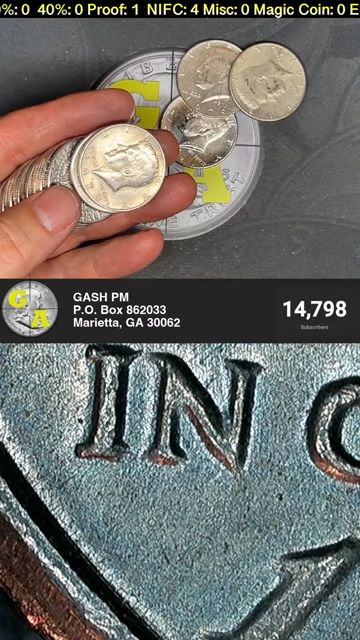 %: 0 40%: 0 Proof: 1 NIFC: 4 Misc: 0 Magic Coin: 0 E
G
A
GASH PM
P.O. Box 862033
Marietta, GA 30062
14,798
Subscribers
G
A
IN G